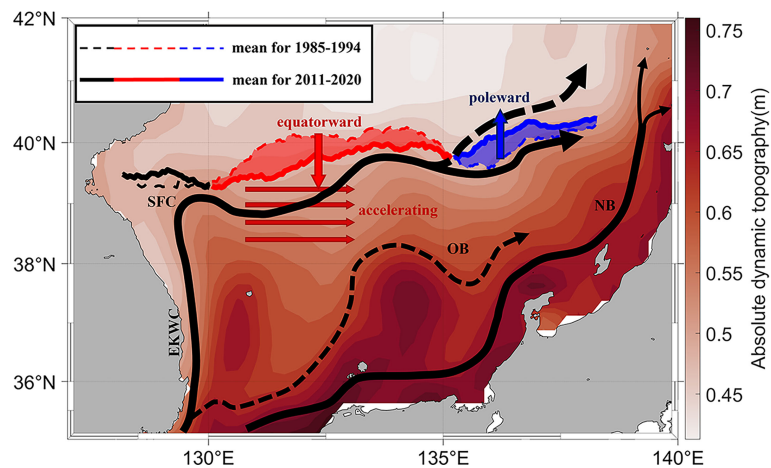 42°N
40°N
38°N
36°N
130°E
135°E
140°E
mean for 1985-1994
mean for 2011-2020
equatorward
poleward
SFC
accelerating
NB
OB
EKWC
0.75
0.7
0.65
0.6
0.55
0.5
0.45
Absolute dynamic topography(m)